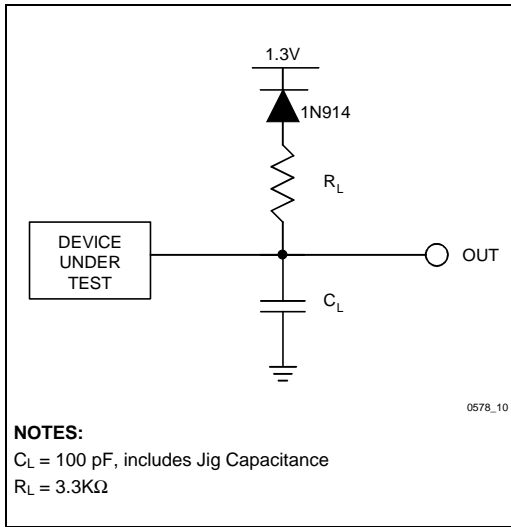 1.3V
1N914
R_L
DEVICE
UNDER
TEST
OUT
C_L
0578_10
NOTES:
C_L = 100 pF, includes Jig Capacitance
R_L = 3.3KΩ